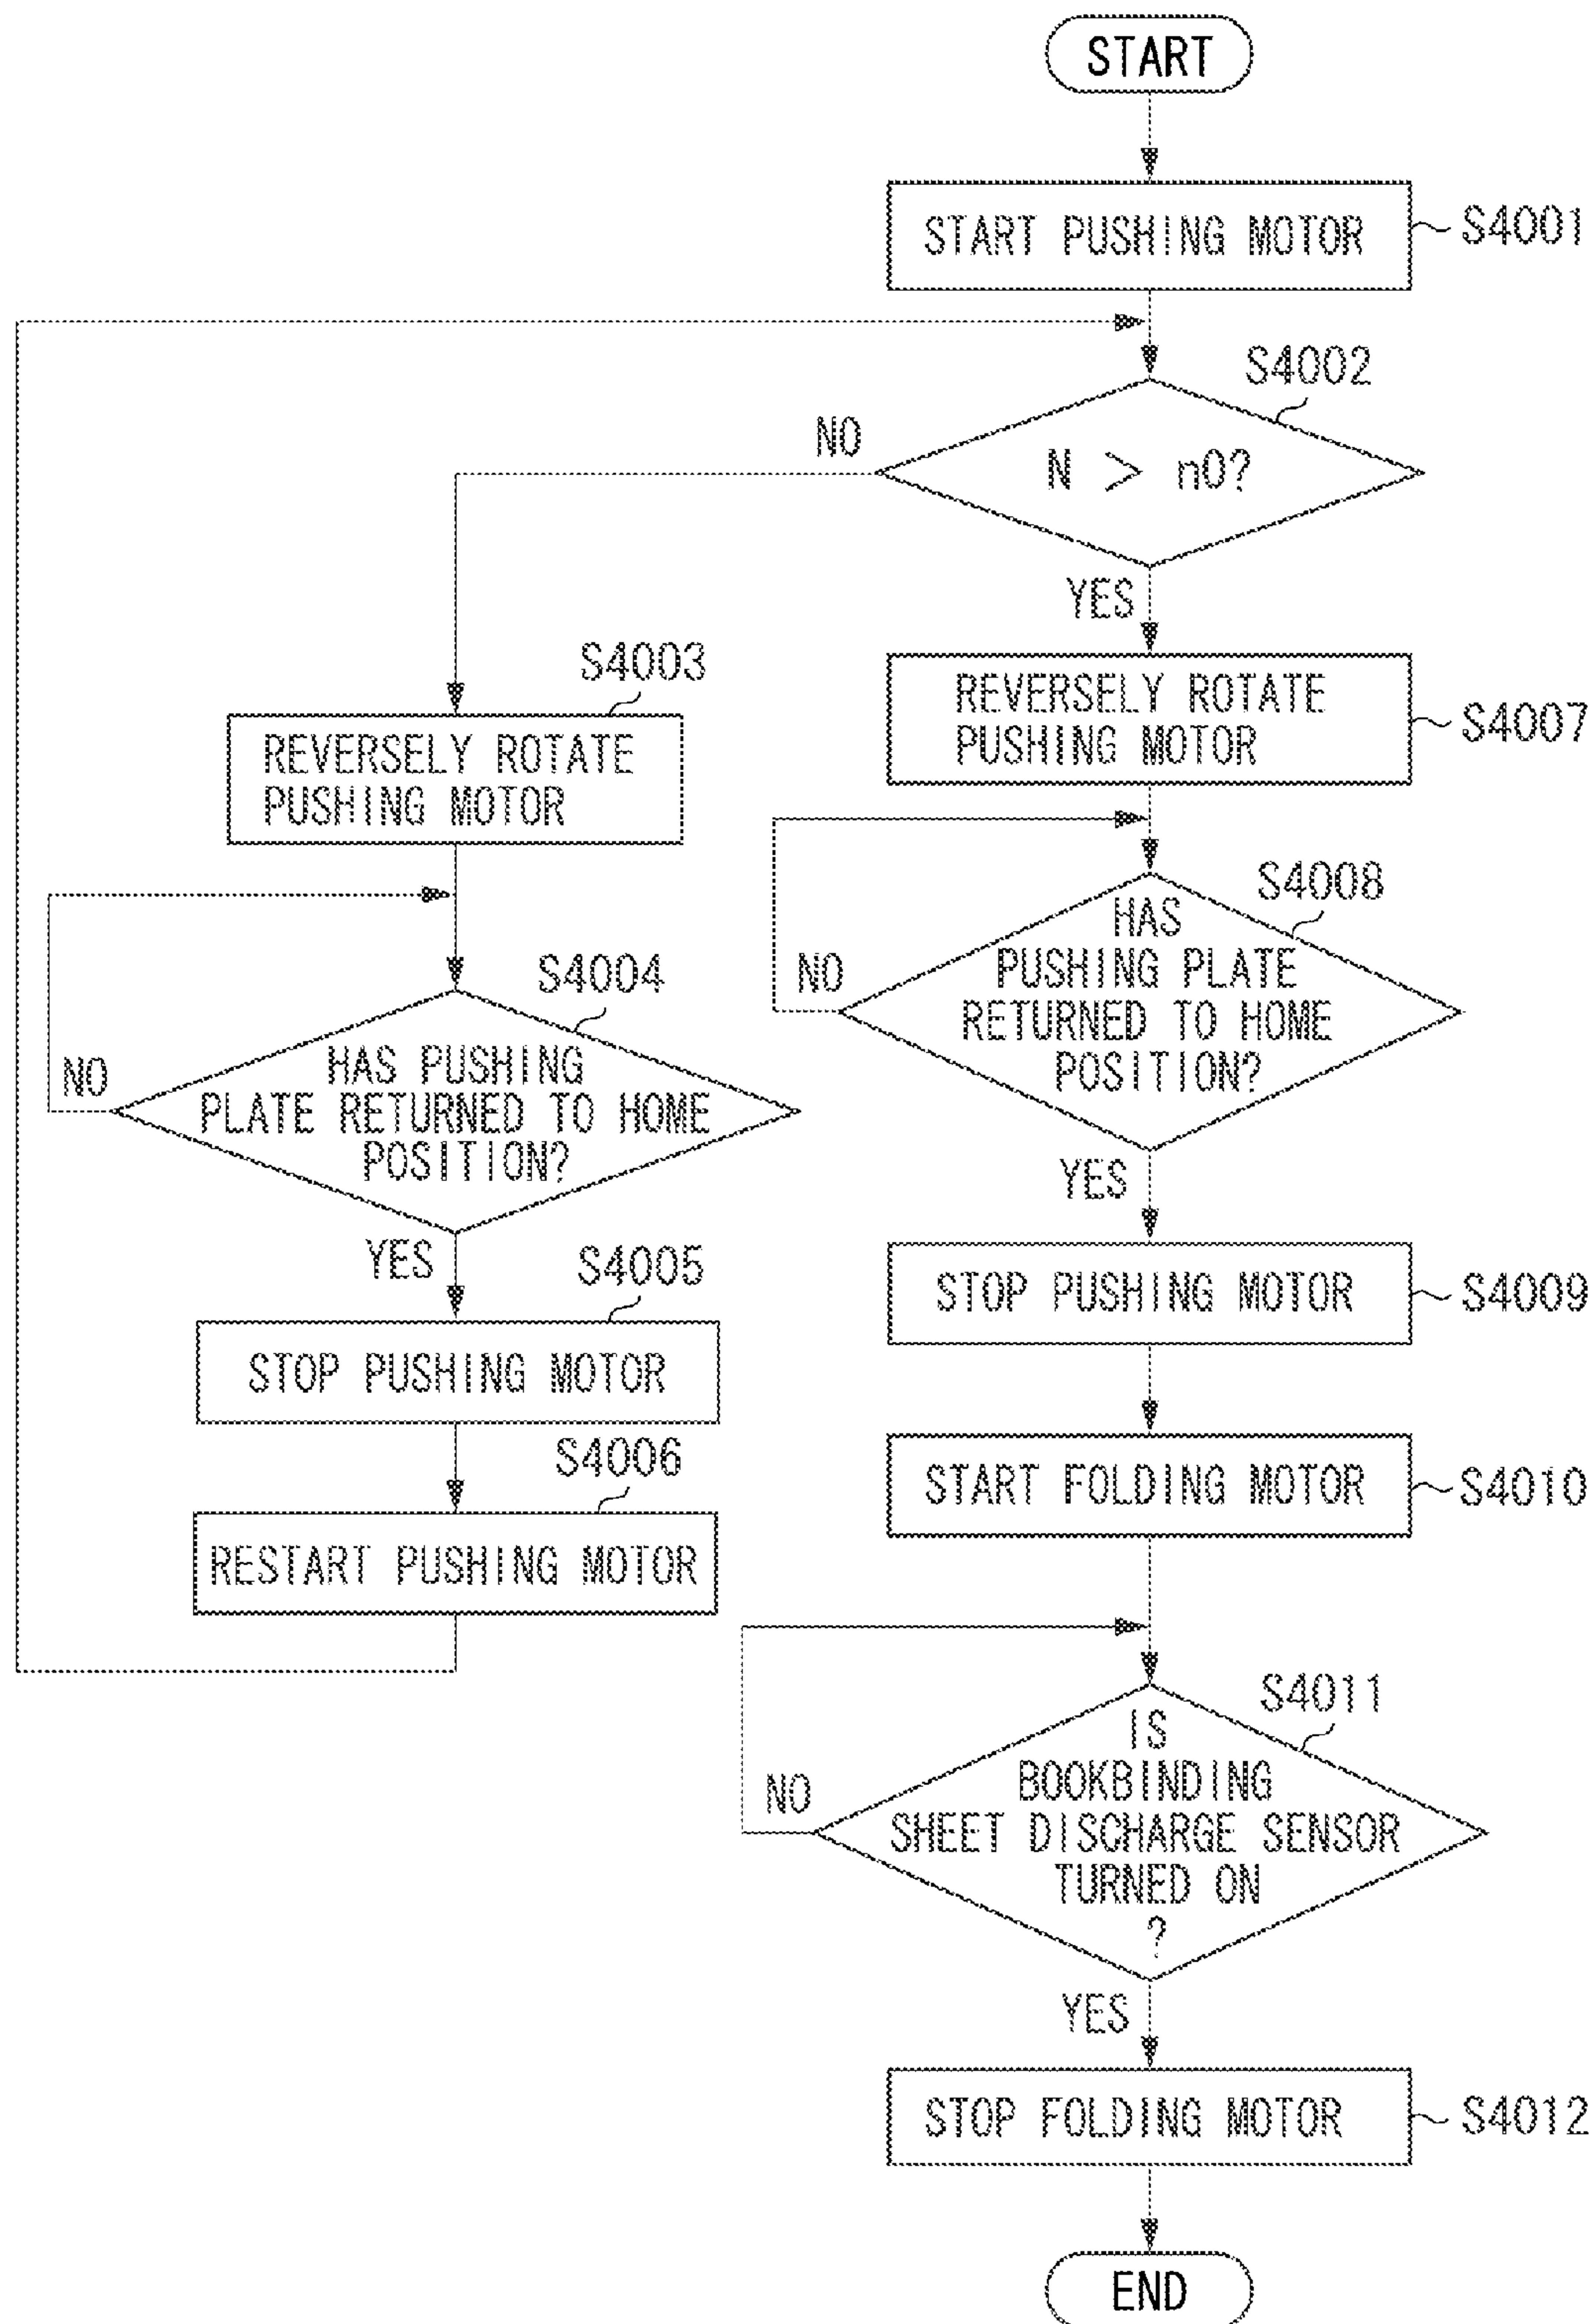 START
START PUSHING MOTOR
S4001
S4002
NO
N > n0?
YES
S4003
REVERSELY ROTATE
PUSHING MOTOR
S4004
NO
HAS PUSHING
PLATE RETURNED TO HOME
POSITION?
YES
S4005
STOP PUSHING MOTOR
S4006
RESTART PUSHING MOTOR
REVERSELY ROTATE
PUSHING MOTOR
S4007
S4008
NO
HAS
PUSHING PLATE
RETURNED TO HOME
POSITION?
YES
STOP PUSHING MOTOR
S4009
START FOLDING MOTOR
S4010
S4011
NO
IS
BOOKBINDING
SHEET DISCHARGE SENSOR
TURNED ON
?
YES
STOP FOLDING MOTOR
S4012
END